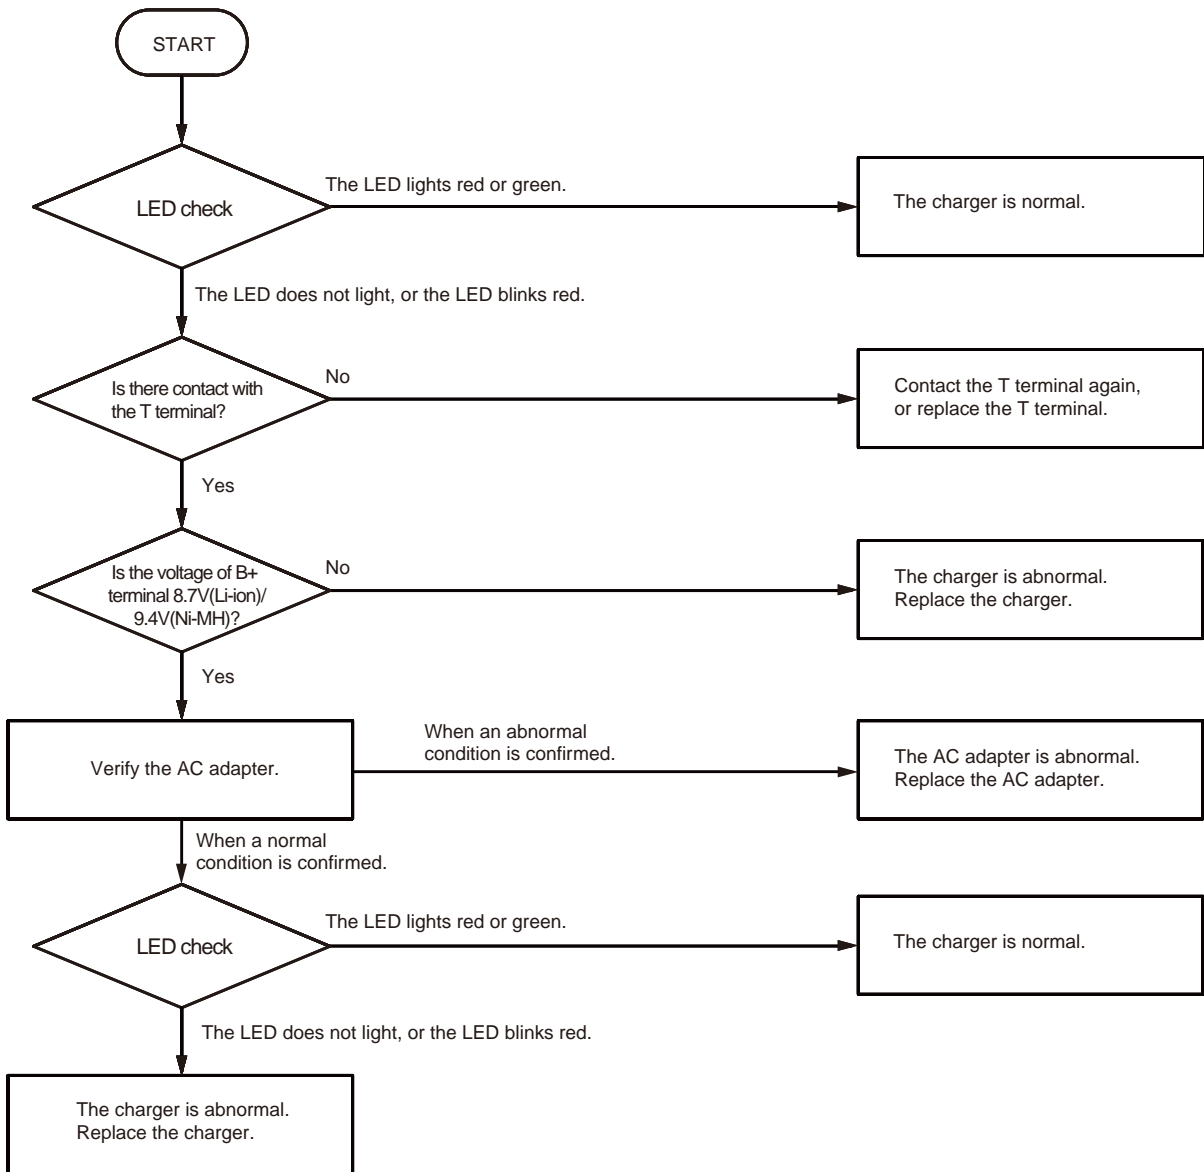 START
LED check
The LED lights red or green.
The charger is normal.
The LED does not light, or the LED blinks red.
Is there contact with
the T terminal?
No
Contact the T terminal again,
or replace the T terminal.
Yes
Is the voltage of B+
terminal 8.7V(Li-ion)/
9.4V(Ni-MH)?
No
The charger is abnormal.
Replace the charger.
Yes
Verify the AC adapter.
When an abnormal
condition is confirmed.
The AC adapter is abnormal.
Replace the AC adapter.
When a normal
condition is confirmed.
LED check
The LED lights red or green.
The charger is normal.
The LED does not light, or the LED blinks red.
The charger is abnormal.
Replace the charger.